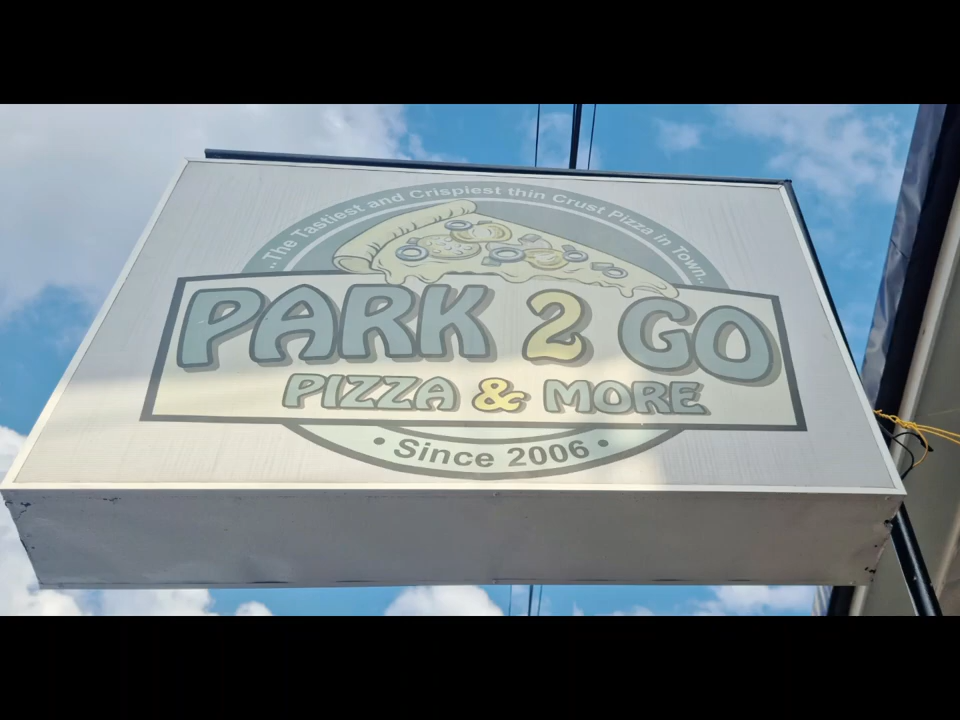 ..The Tastiest and Crispiest thin Crust Pizza in Town..
PARK 2 GO
PIZZA & MORE
• Since 2006 •